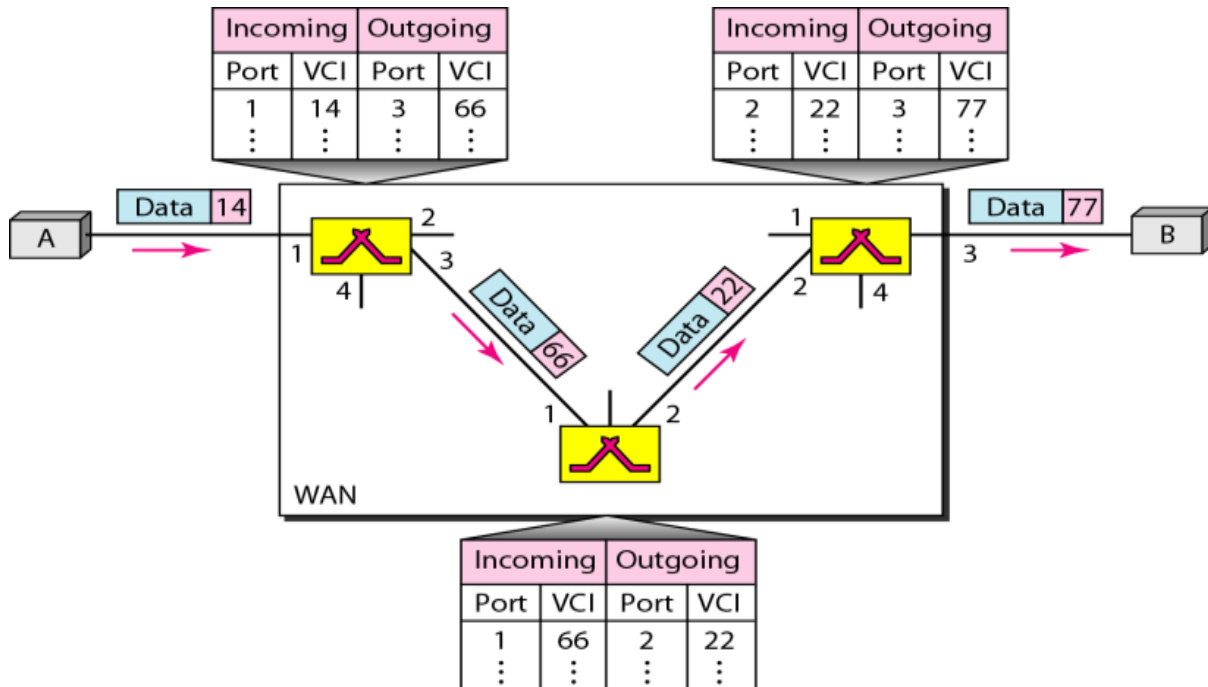 Incoming Outgoing
Port VCI Port VCI
1 14 3 66
⋮ ⋮ ⋮ ⋮
Incoming Outgoing
Port VCI Port VCI
2 22 3 77
⋮ ⋮ ⋮ ⋮
Data 14
A
1
2
3
4
Data 66
1
2
Data 22
1
2
4
3
Data 77
B
WAN
Incoming Outgoing
Port VCI Port VCI
1 66 2 22
⋮ ⋮ ⋮ ⋮